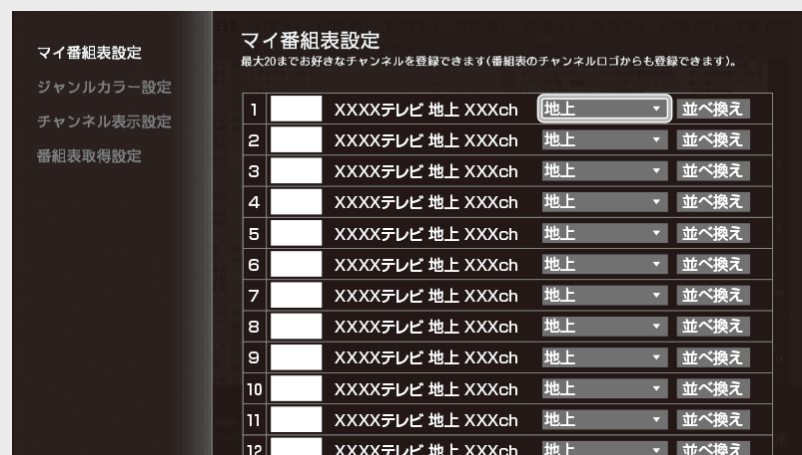 マイ番組表設定
ジャンルカラー設定
チャンネル表示設定
番組表取得設定
マイ番組表設定
最大20までお好きなチャンネルを登録できます(番組表のチャンネルロゴからも登録できます)。
1 XXXXテレビ 地上 XXXch 地上 並べ換え
2 XXXXテレビ 地上 XXXch 地上 並べ換え
3 XXXXテレビ 地上 XXXch 地上 並べ換え
4 XXXXテレビ 地上 XXXch 地上 並べ換え
5 XXXXテレビ 地上 XXXch 地上 並べ換え
6 XXXXテレビ 地上 XXXch 地上 並べ換え
7 XXXXテレビ 地上 XXXch 地上 並べ換え
8 XXXXテレビ 地上 XXXch 地上 並べ換え
9 XXXXテレビ 地上 XXXch 地上 並べ換え
10 XXXXテレビ 地上 XXXch 地上 並べ換え
11 XXXXテレビ 地上 XXXch 地上 並べ換え
12 XXXXテレビ 地上 XXXch 地上 並べ換え